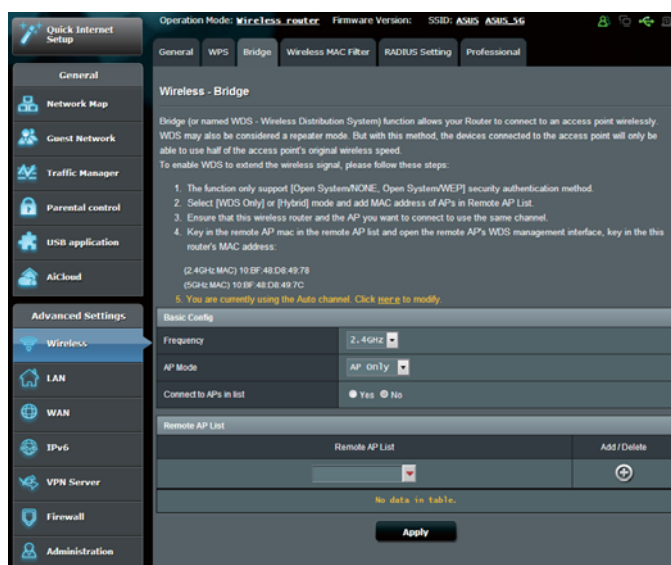 Quick Internet
Setup
Operation Mode: Wireless router Firmware Version: SSID: ASUS ASUS_5G
General WPS Bridge Wireless MAC Filter RADIUS Setting Professional
General
Network Map
Guest Network
Traffic Manager
Parental control
USB application
AiCloud
Advanced Settings
Wireless
LAN
WAN
IPv6
VPN Server
Firewall
Administration
Wireless - Bridge
Bridge (or named WDS - Wireless Distribution System) function allows your Router to connect to an access point wirelessly.
WDS may also be considered a repeater mode. But with this method, the devices connected to the access point will only be
able to use half of the access point's original wireless speed.
To enable WDS to extend the wireless signal, please follow these steps:
1. The function only support [Open System/NONE, Open System/WEP] security authentication method.
2. Select [WDS Only] or [Hybrid] mode and add MAC address of APs in Remote AP List.
3. Ensure that this wireless router and the AP you want to connect to use the same channel.
4. Key in the remote AP mac in the remote AP list and open the remote AP's WDS management interface, key in the this
router's MAC address:
(2.4GHz MAC) 10:BF:48:D8:49:78
(5GHz MAC) 10:BF:48:D8:49:7C
5. You are currently using the Auto channel. Click here to modify.
Basic Config
Frequency 2.4GHz
AP Mode AP Only
Connect to APs in list Yes No
Remote AP List
Remote AP List Add / Delete
No data in table.
Apply